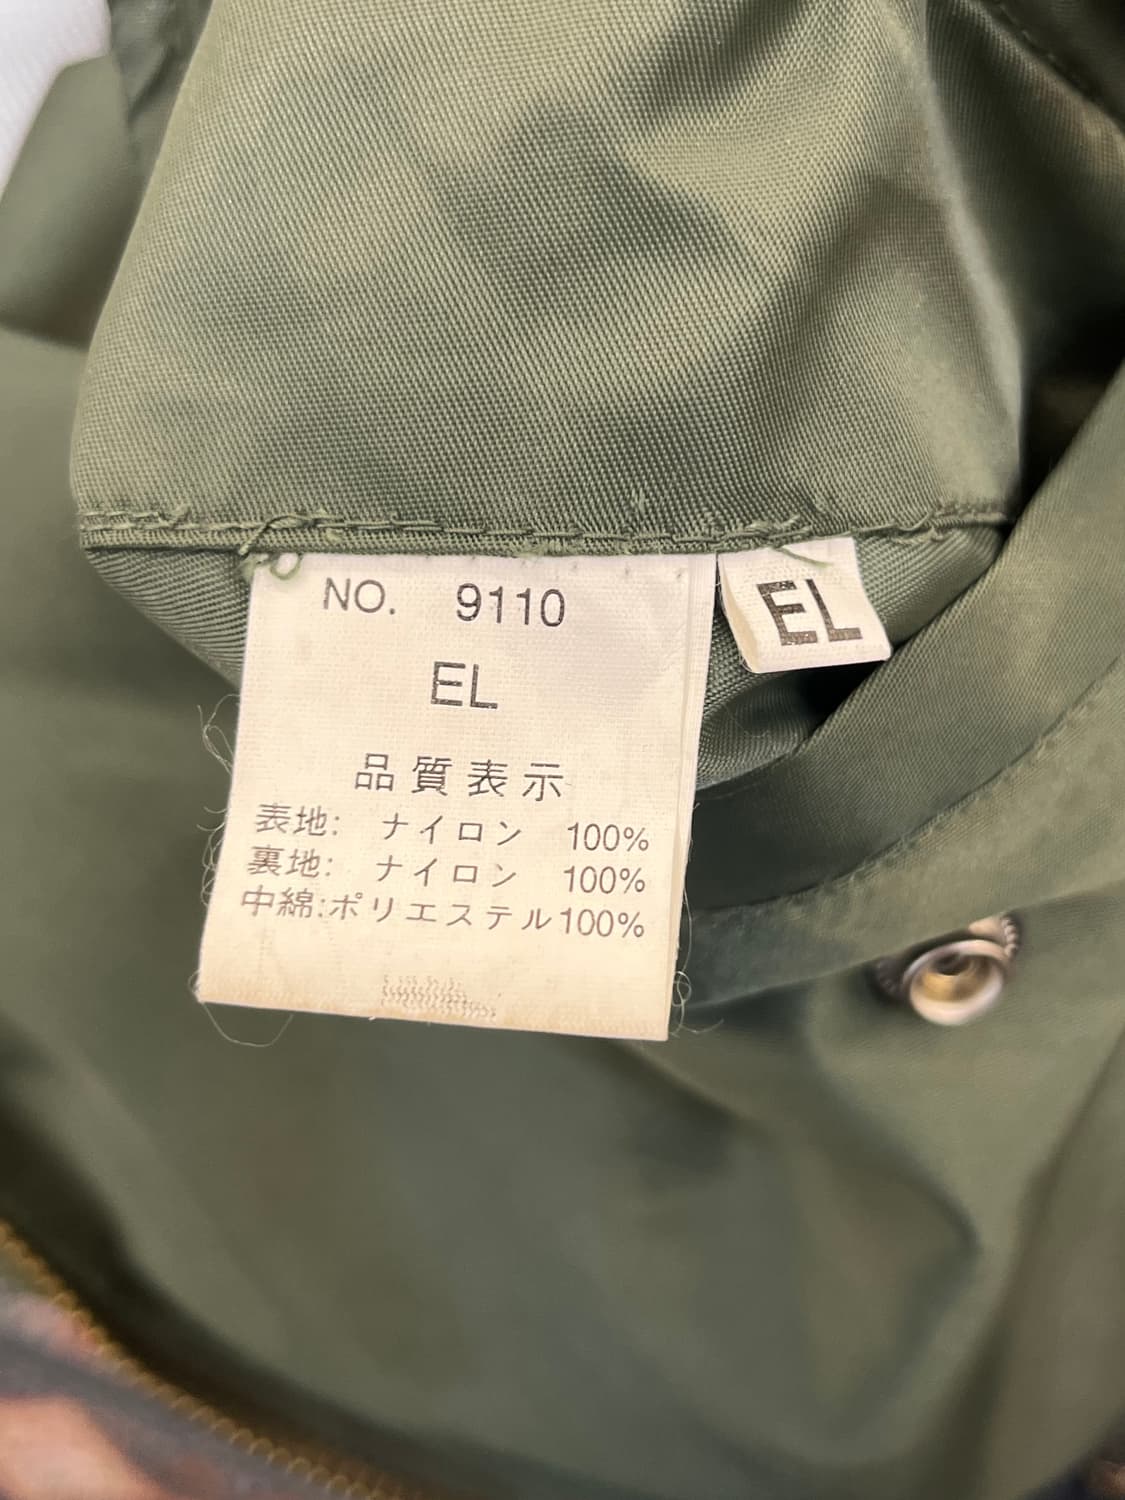 NO. 9110
EL
EL
品質表示
表地: ナイロン 100%
裏地: ナイロン 100%
中綿:ポリエステル100%